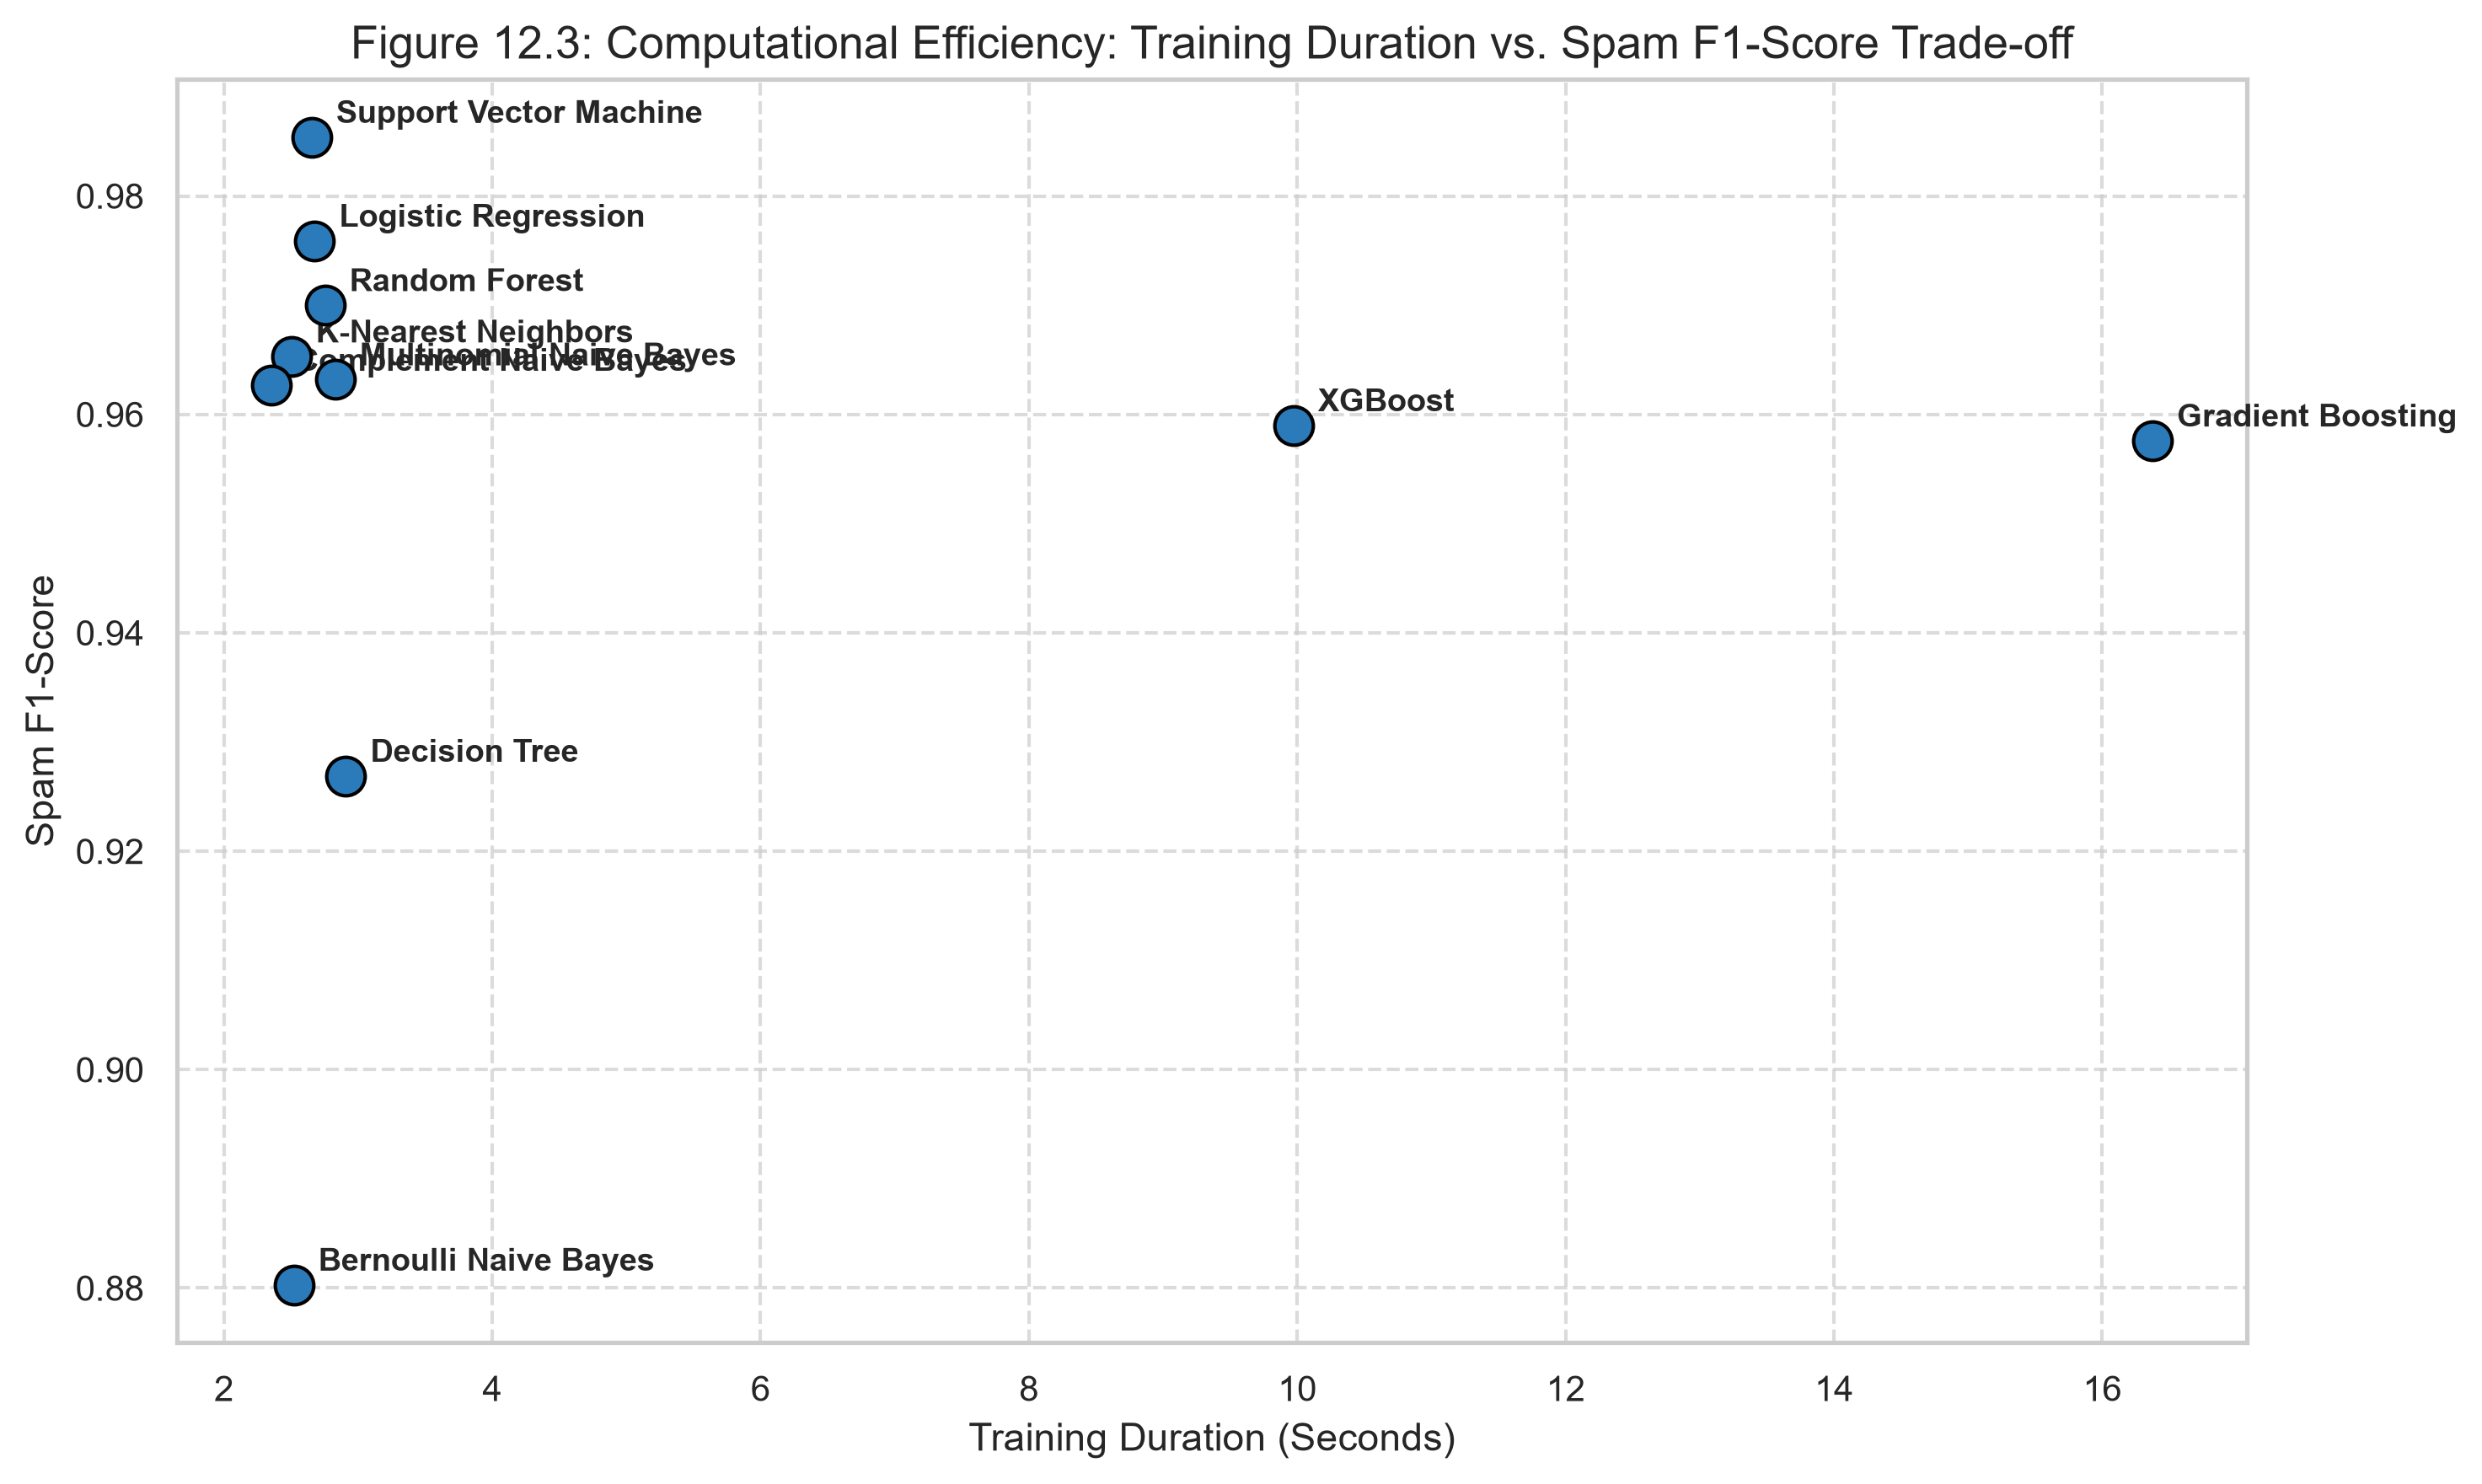 Figure 12.3: Computational Efficiency: Training Duration vs. Spam F1-Score Trade-off
Support Vector Machine
0.98
Logistic Regression
Random Forest
K-Nearest Neighbors
Multinomial Naive Bayes
Complement Naive Bayes
XGBoost
Gradient Boosting
0.96
0.94
Spam F1-Score
Decision Tree
0.92
0.90
Bernoulli Naive Bayes
0.88
2 4 6 8 10 12 14 16
Training Duration (Seconds)